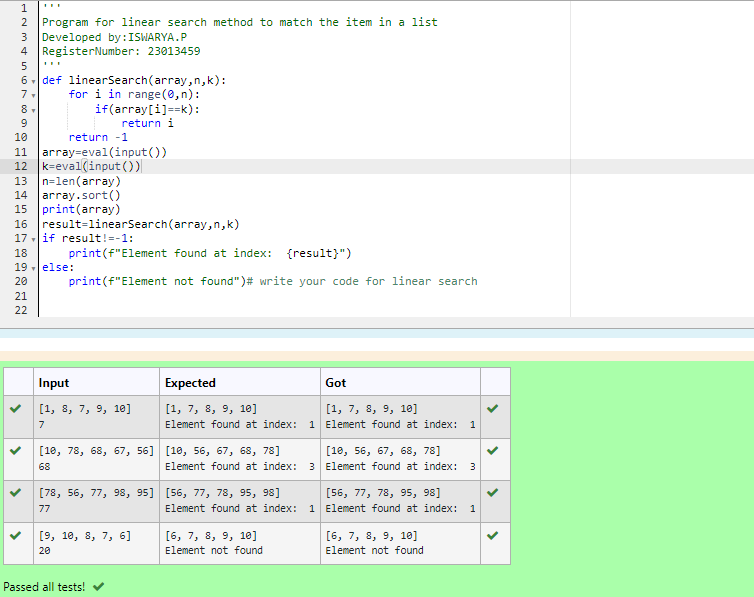 1 '''
2 Program for linear search method to match the item in a list
3 Developed by:ISWARYA.P
4 RegisterNumber: 23013459
5 '''
6 def linearSearch(array,n,k):
7     for i in range(0,n):
8         if(array[i]==k):
9             return i
10     return -1
11 array=eval(input())
12 k=eval(input())
13 n=len(array)
14 array.sort()
15 print(array)
16 result=linearSearch(array,n,k)
17 if result!=-1:
18     print(f"Element found at index:  {result}")
19 else:
20     print(f"Element not found")# write your code for linear search
21
22
Input Expected Got
[1, 8, 7, 9, 10] [1, 7, 8, 9, 10] [1, 7, 8, 9, 10]
7 Element found at index:  1 Element found at index:  1
[10, 78, 68, 67, 56] [10, 56, 67, 68, 78] [10, 56, 67, 68, 78]
68 Element found at index:  3 Element found at index:  3
[78, 56, 77, 98, 95] [56, 77, 78, 95, 98] [56, 77, 78, 95, 98]
77 Element found at index:  1 Element found at index:  1
[9, 10, 8, 7, 6] [6, 7, 8, 9, 10] [6, 7, 8, 9, 10]
20 Element not found Element not found
Passed all tests!